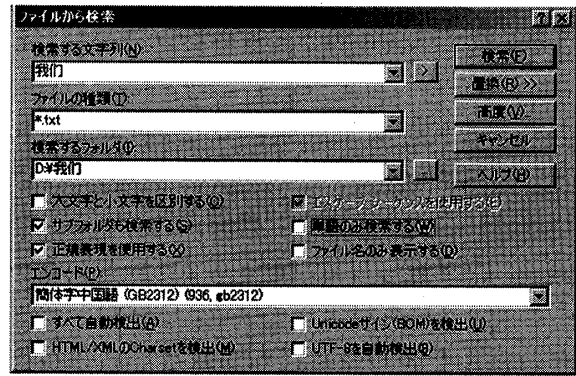 ファイルから検索
検索する文字列(N)
我们
検索(F)
置換(R) >>
ファイルの種類(T):
*.txt
高度(V)...
キャンセル
検索するフォルダ(I):
D:¥我们
ヘルプ(H)
大文字と小文字を区別する(C)
エスケープシーケンスを使用する(E)
サブフォルダも検索する(S)
単語のみ検索する(W)
正規表現を使用する(X)
ファイル名のみ表示する(D)
エンコード(P)
簡体字中国語 (GB2312) (936, gb2312)
すべて自動検出(A)
Unicodeサイン(BOM)を検出(U)
HTML/XMLのCharsetを検出(M)
UTF-8を自動検出(8)